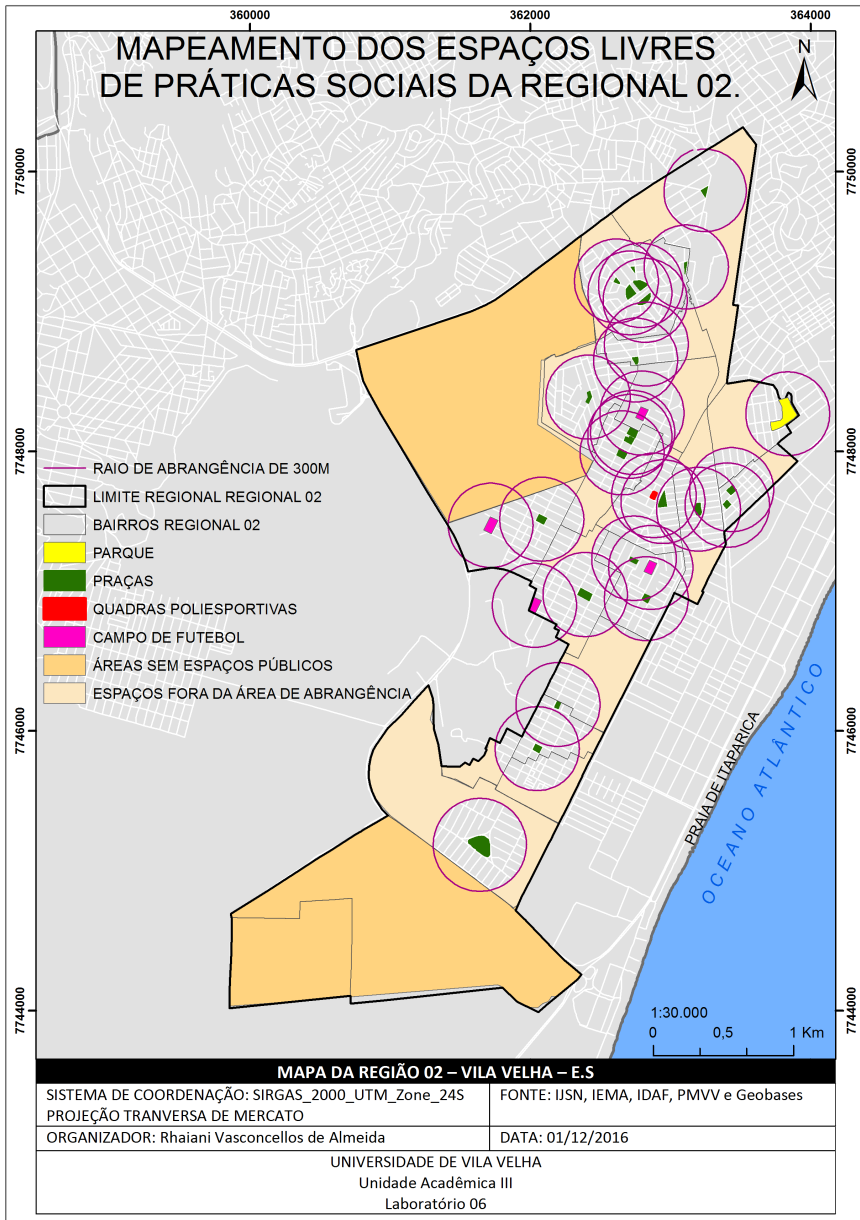 360000
362000
364000
MAPEAMENTO DOS ESPAÇOS LIVRES
DE PRÁTICAS SOCIAIS DA REGIONAL 02.
N
7750000
7750000
7748000
7748000
RAIO DE ABRANGÊNCIA DE 300M
LIMITE REGIONAL REGIONAL 02
BAIRROS REGIONAL 02
PARQUE
PRAÇAS
QUADRAS POLIESPORTIVAS
CAMPO DE FUTEBOL
ÁREAS SEM ESPAÇOS PÚBLICOS
ESPAÇOS FORA DA ÁREA DE ABRANGÊNCIA
7746000
7746000
PRAIA DE ITAPARICA
OCEANO ATLÂNTICO
7744000
7744000
1:30.000
0 0,5 1 Km
MAPA DA REGIÃO 02 – VILA VELHA – E.S
SISTEMA DE COORDENAÇÃO: SIRGAS_2000_UTM_Zone_24S
PROJEÇÃO TRANVERSA DE MERCATO
FONTE: IJSN, IEMA, IDAF, PMVV e Geobases
ORGANIZADOR: Rhaiani Vasconcellos de Almeida
DATA: 01/12/2016
UNIVERSIDADE DE VILA VELHA
Unidade Acadêmica III
Laboratório 06